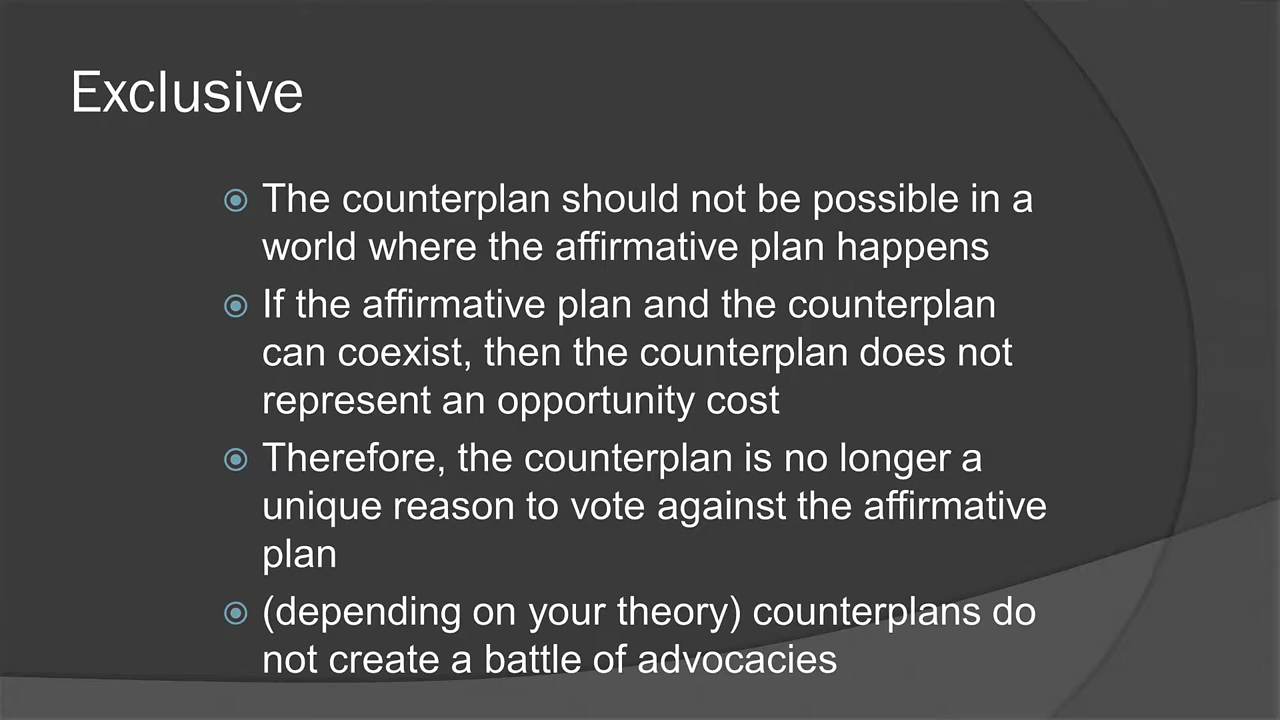 Exclusive
The counterplan should not be possible in a
world where the affirmative plan happens
If the affirmative plan and the counterplan
can coexist, then the counterplan does not
represent an opportunity cost
Therefore, the counterplan is no longer a
unique reason to vote against the affirmative
plan
(depending on your theory) counterplans do
not create a battle of advocacies